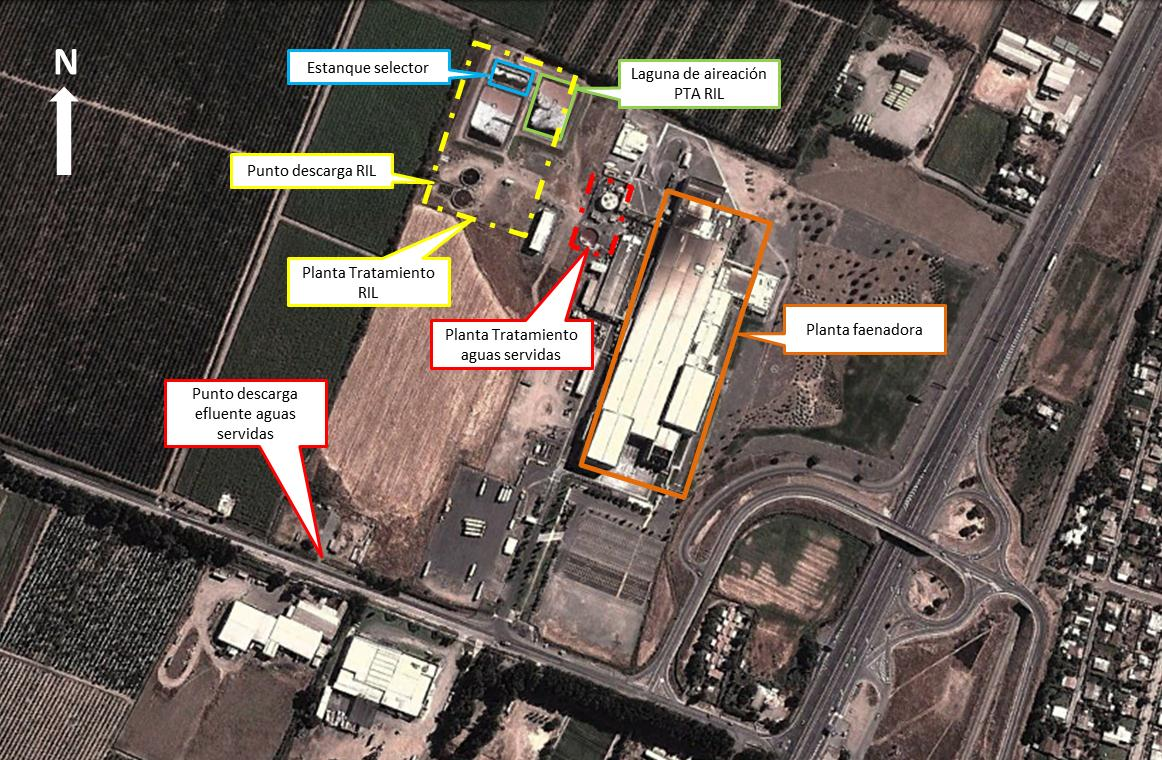 N
Estanque selector
Laguna de aireación
PTA RIL
Punto descarga RIL
Planta Tratamiento
RIL
Planta Tratamiento
aguas servidas
Planta faenadora
Punto descarga
efluente aguas
servidas